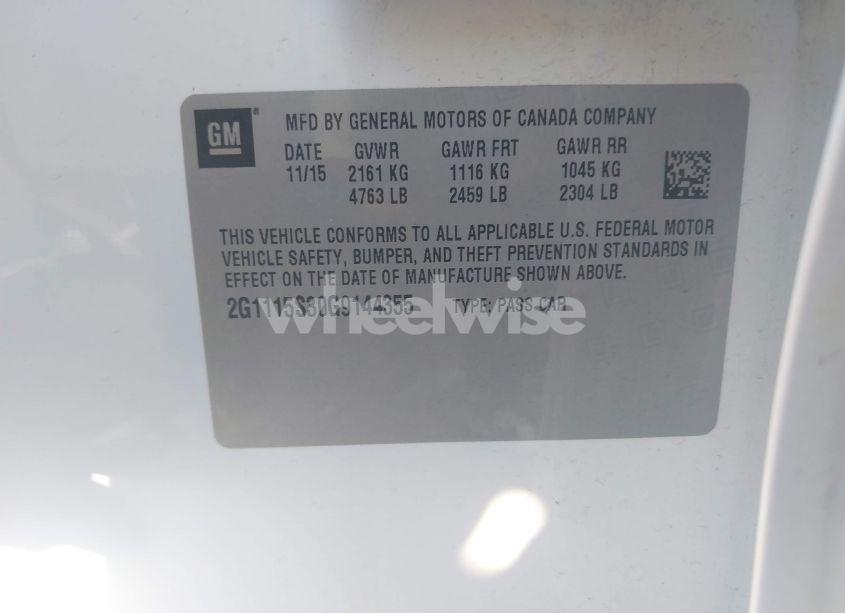 GM
MFD BY GENERAL MOTORS OF CANADA COMPANY
DATE GVWR GAWR FRT GAWR RR
11/15 2161 KG 1116 KG 1045 KG
4763 LB 2459 LB 2304 LB
THIS VEHICLE CONFORMS TO ALL APPLICABLE U.S. FEDERAL MOTOR
VEHICLE SAFETY, BUMPER, AND THEFT PREVENTION STANDARDS IN
EFFECT ON THE DATE OF MANUFACTURE SHOWN ABOVE.
2G1115S30G9144355 TYPE: PASS CAR
wheelwise